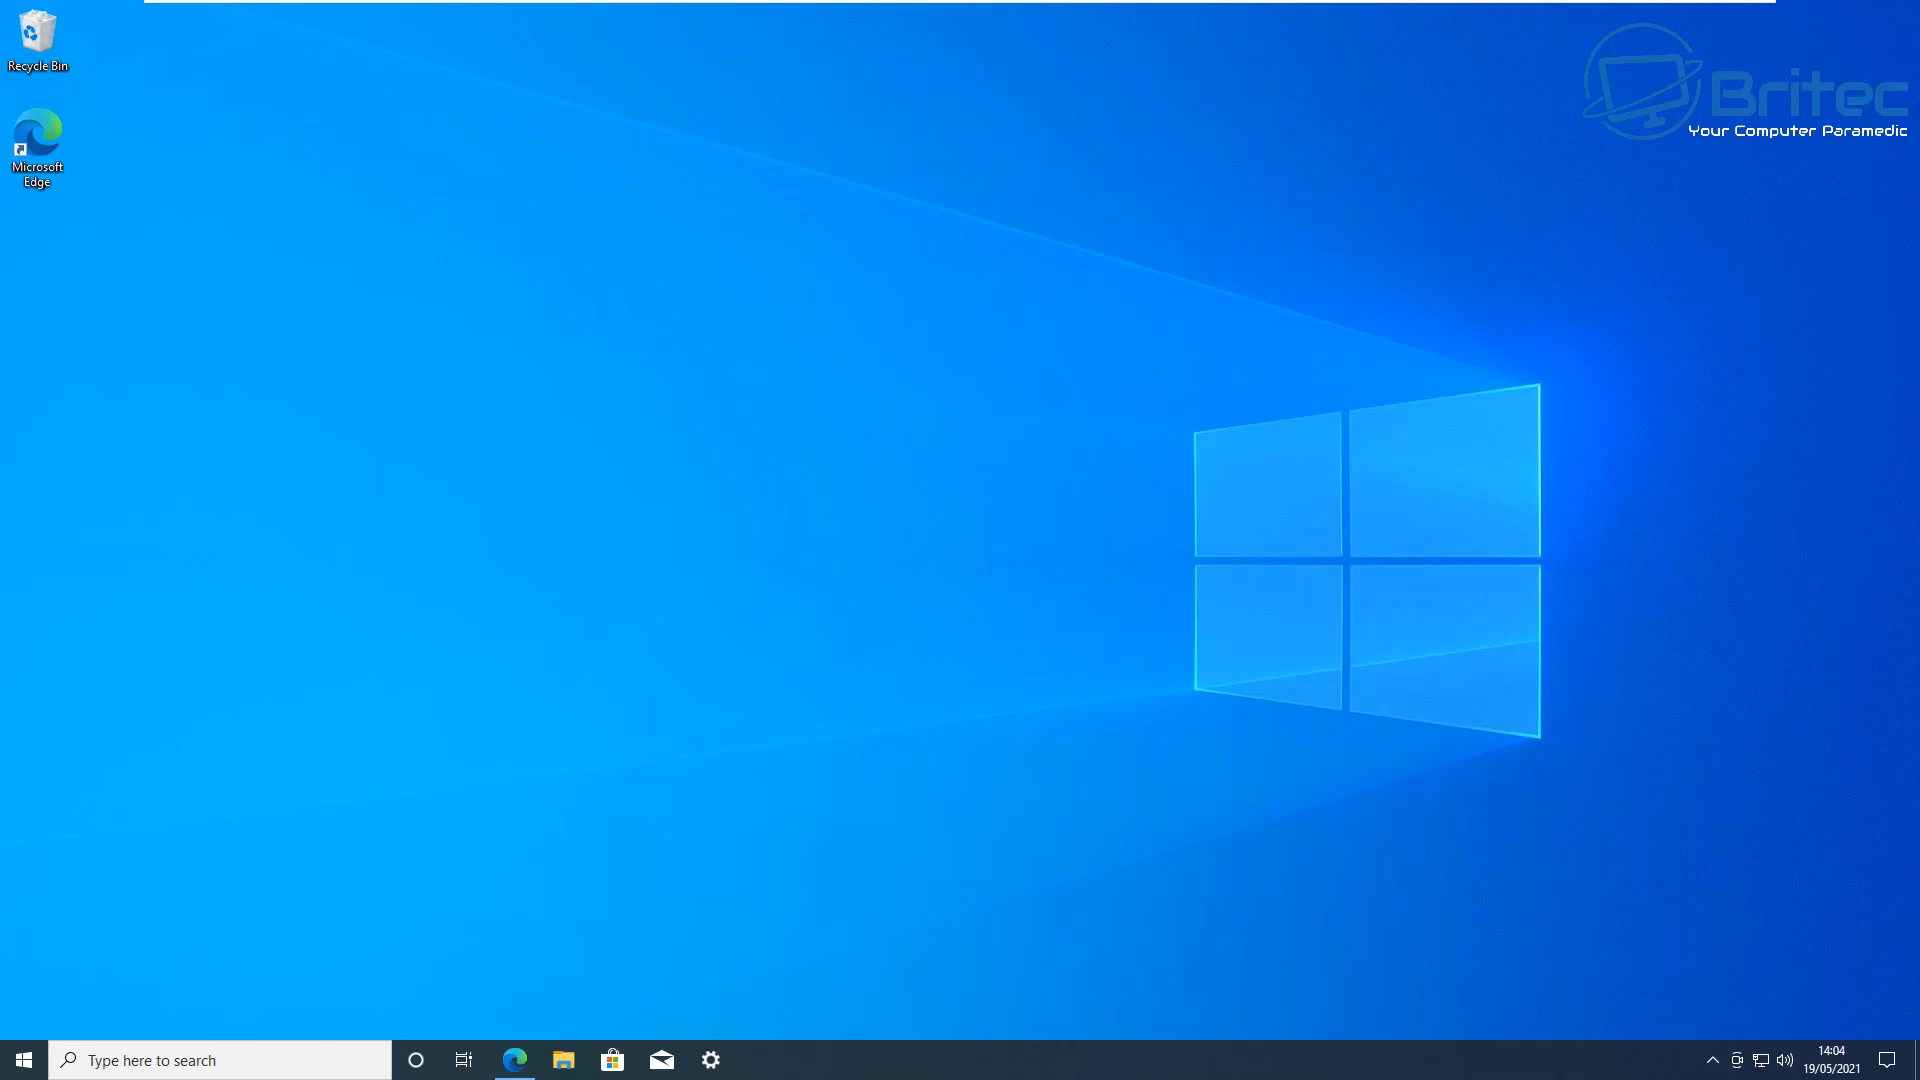 Recycle Bin
Britec
Your Computer Paramedic
Microsoft
Edge
Type here to search
14:04
19/05/2021